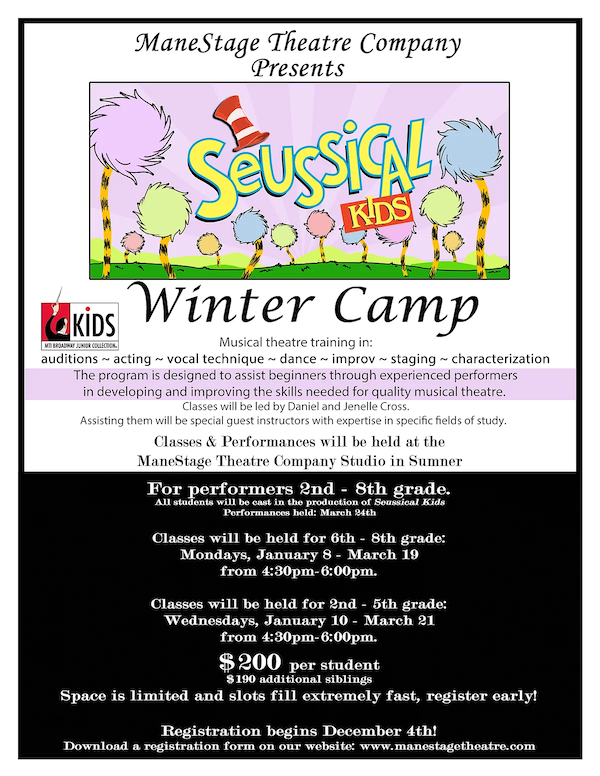 ManeStage Theatre Company
Presents
SEUSSICAL
KIDS
Winter Camp
KIDS
MTI BROADWAY JUNIOR COLLECTION.
Musical theatre training in:
auditions ~ acting ~ vocal technique ~ dance ~ improv ~ staging ~ characterization
The program is designed to assist beginners through experienced performers
in developing and improving the skills needed for quality musical theatre.
Classes will be led by Daniel and Jenelle Cross.
Assisting them will be special guest instructors with expertise in specific fields of study.
Classes & Performances will be held at the
ManeStage Theatre Company Studio in Sumner
For performers 2nd - 8th grade.
All students will be cast in the production of Seussical Kids
Performances held: March 24th
Classes will be held for 6th - 8th grade:
Mondays, January 8 - March 19
from 4:30pm-6:00pm.
Classes will be held for 2nd - 5th grade:
Wednesdays, January 10 - March 21
from 4:30pm-6:00pm.
$200 per student
$190 additional siblings
Space is limited and slots fill extremely fast, register early!
Registration begins December 4th!
Download a registration form on our website: www.manestagetheatre.com